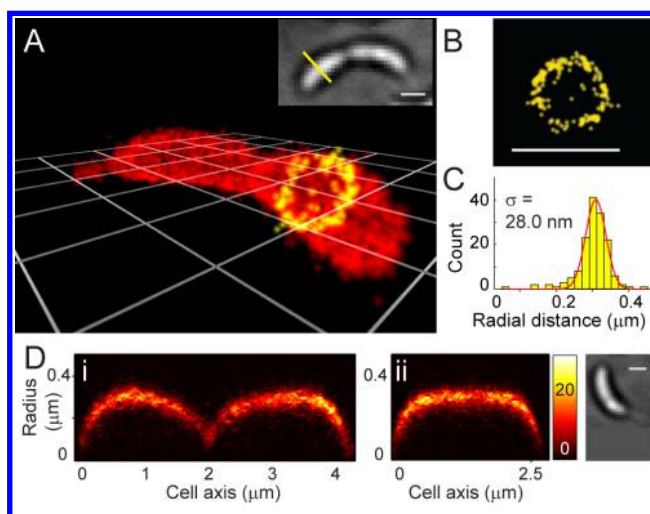 A
B
C
σ =
28.0 nm
40
20
0
Count
0
0.2
0.4
Radial distance (μm)
D
i
ii
Radius
(μm)
0.4
0
0
1
2
3
4
Cell axis (μm)
0.4
0
0
2.5
Cell axis (μm)
20
0